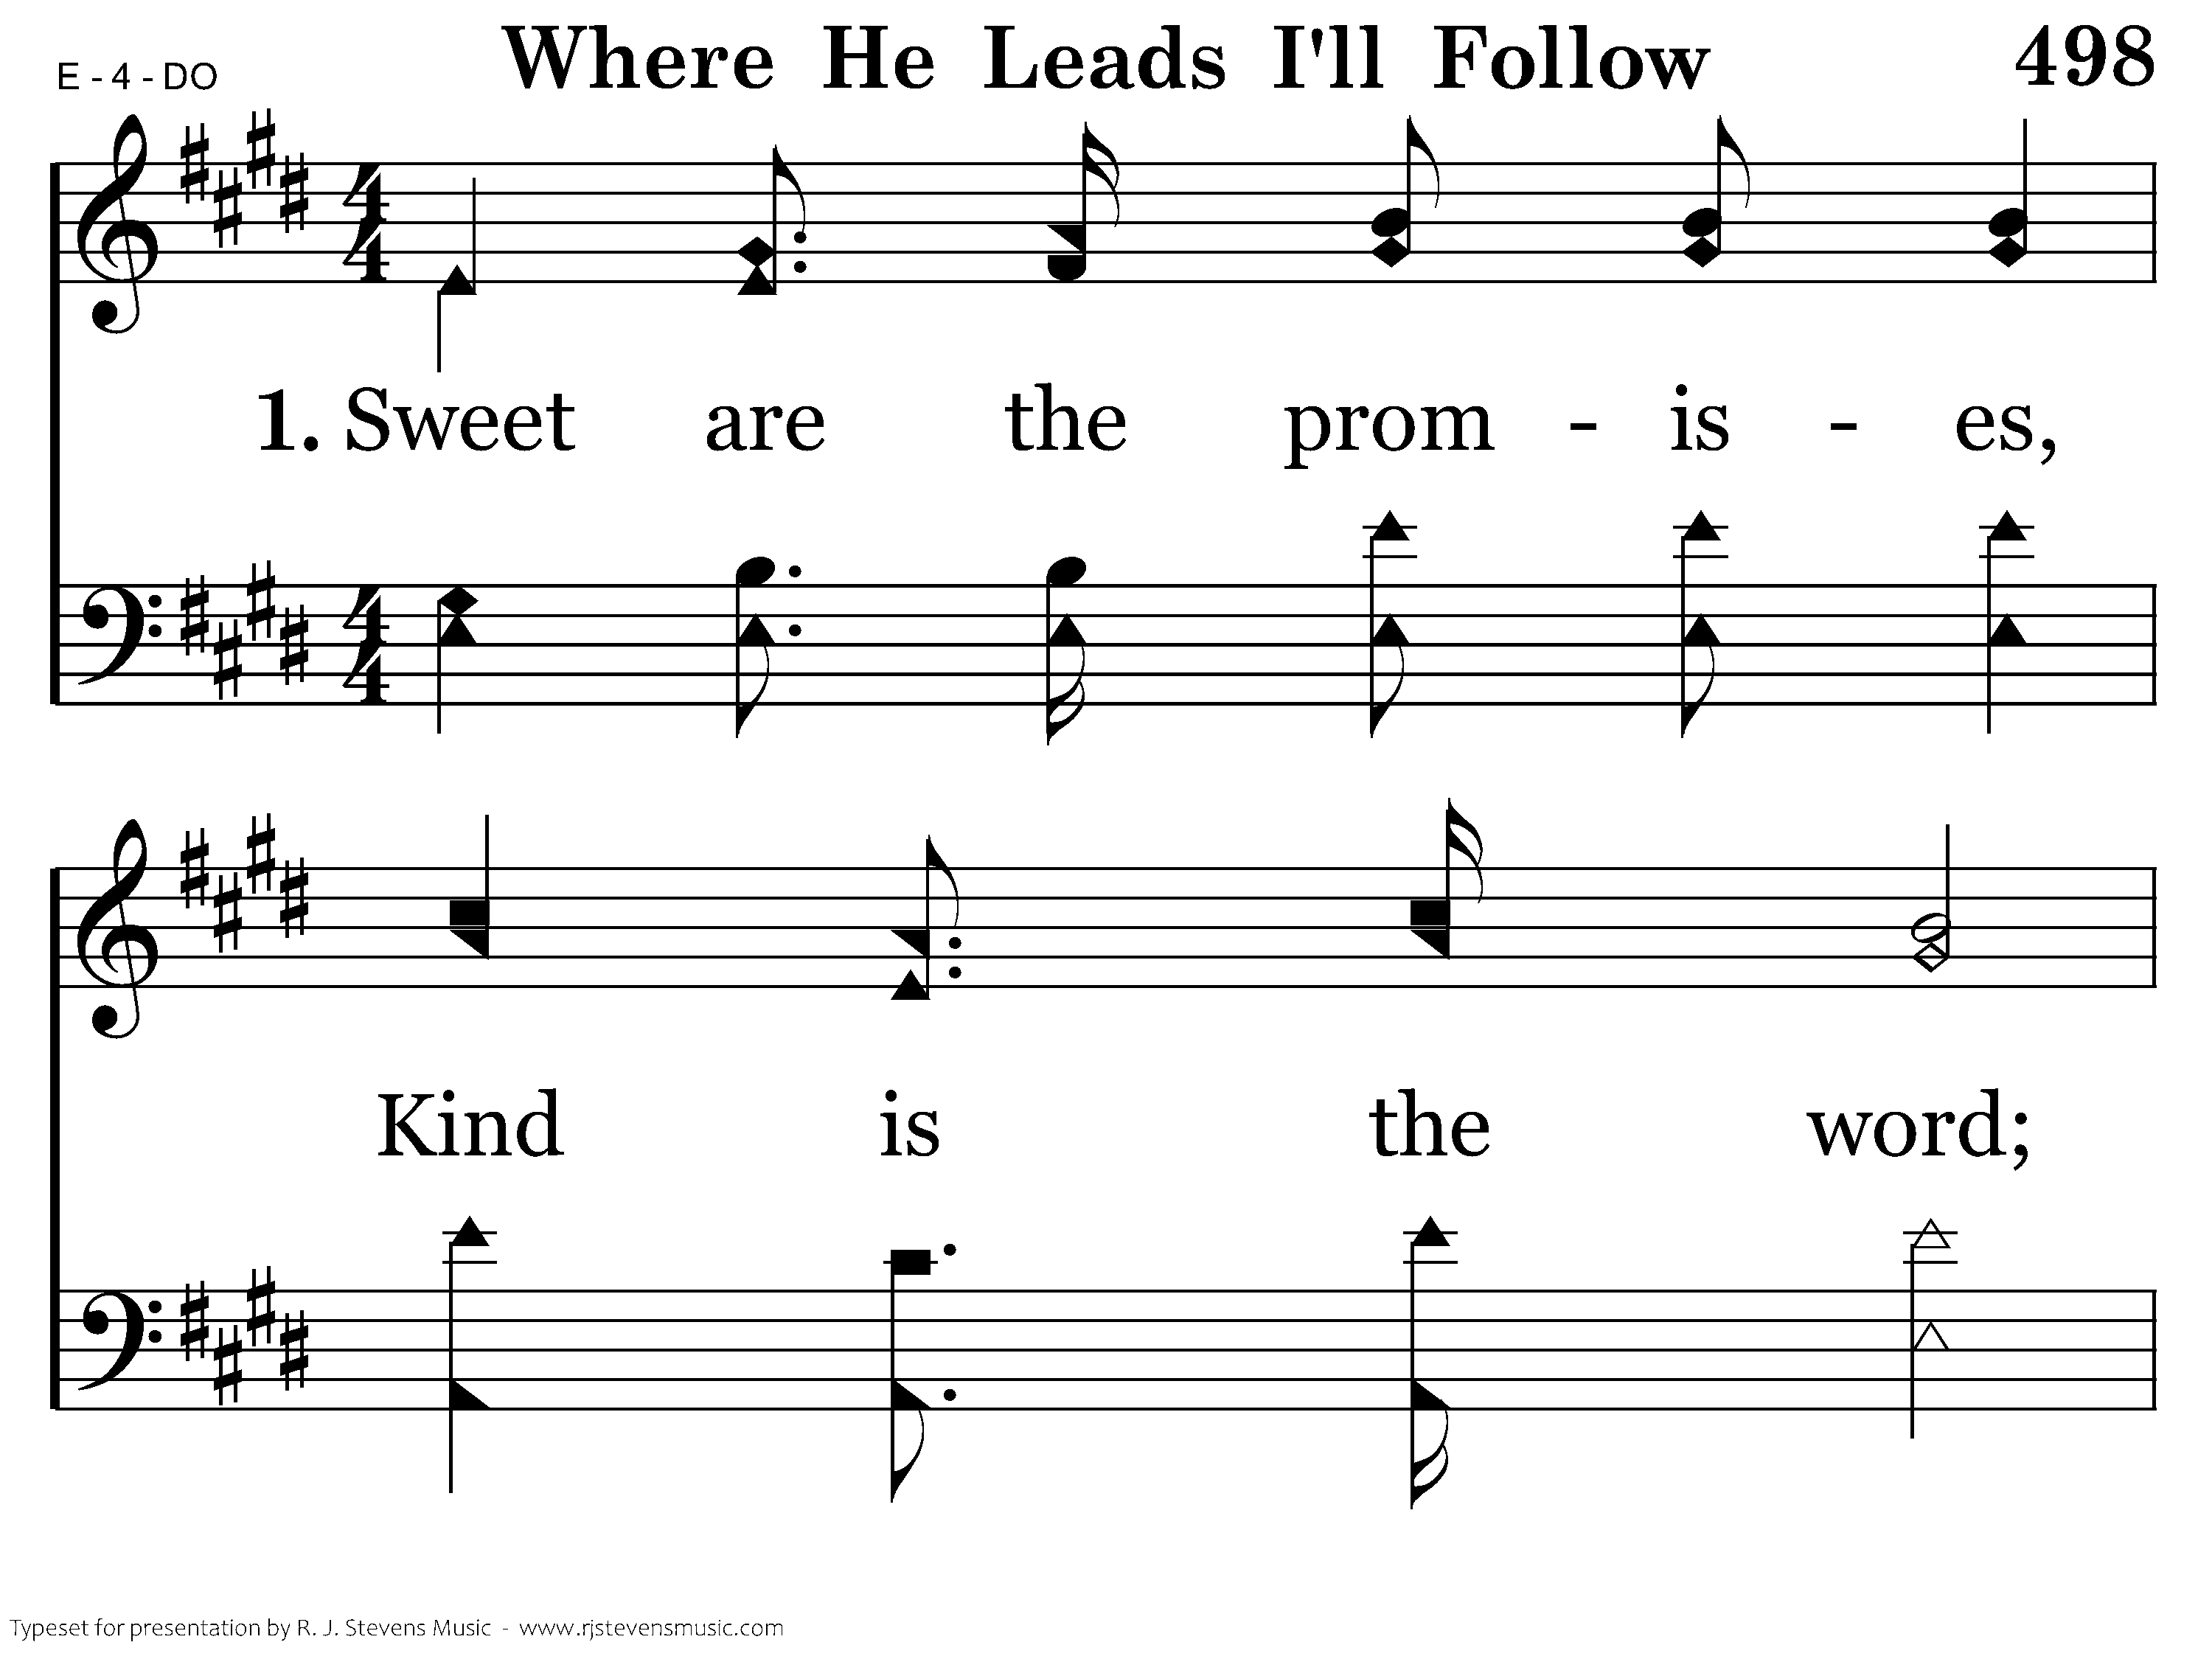 Where He Leads I'll Follow 498
E - 4 - DO
1. Sweet are the prom - is - es,
Kind is the word;
Typeset for presentation by R. J. Stevens Music - www.rjstevensmusic.com